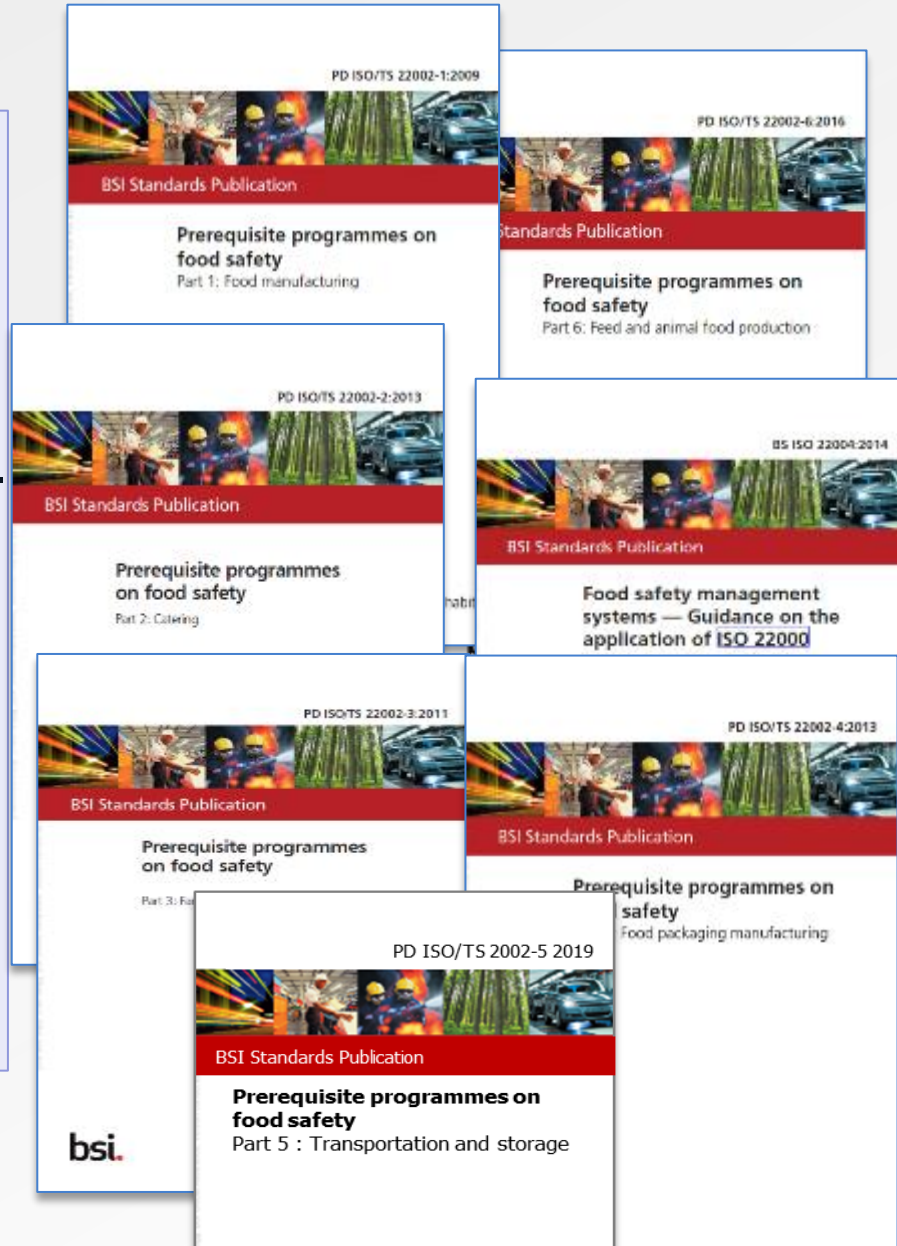 PD ISO/TS 22002-1:2009
BSI Standards Publication
Prerequisite programmes on
food safety
Part 1: Food manufacturing
PD ISO/TS 22002-6:2016
Standards Publication
Prerequisite programmes on
food safety
Part 6: Feed and animal food production
PD ISO/TS 22002-2:2013
BSI Standards Publication
Prerequisite programmes
on food safety
Part 2: Catering
BS ISO 22004:2014
BSI Standards Publication
Food safety management
systems — Guidance on the
application of ISO 22000
PD ISO/TS 22002-3:2011
BSI Standards Publication
Prerequisite programmes
on food safety
Part 3:
bsi.
PD ISO/TS 22002-4:2013
BSI Standards Publication
Prerequisite programmes on
safety
Food packaging manufacturing
PD ISO/TS 2002-5 2019
BSI Standards Publication
Prerequisite programmes on
food safety
Part 5 : Transportation and storage